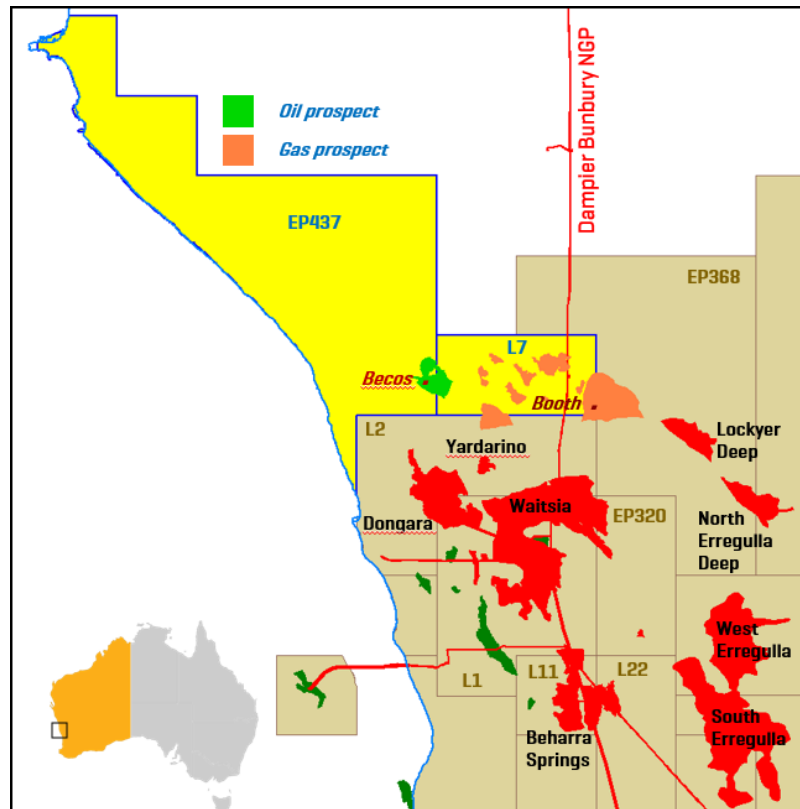 Dampier Bunbury NGP
Oil prospect
Gas prospect
EP437
EP368
L7
Becos
Booth
L2
Yardarino
Lockyer
Deep
Dongara
Waitsia
EP320
North
Erregulla
Deep
West
Erregulla
L1
L11
L22
South
Erregulla
Beharra
Springs